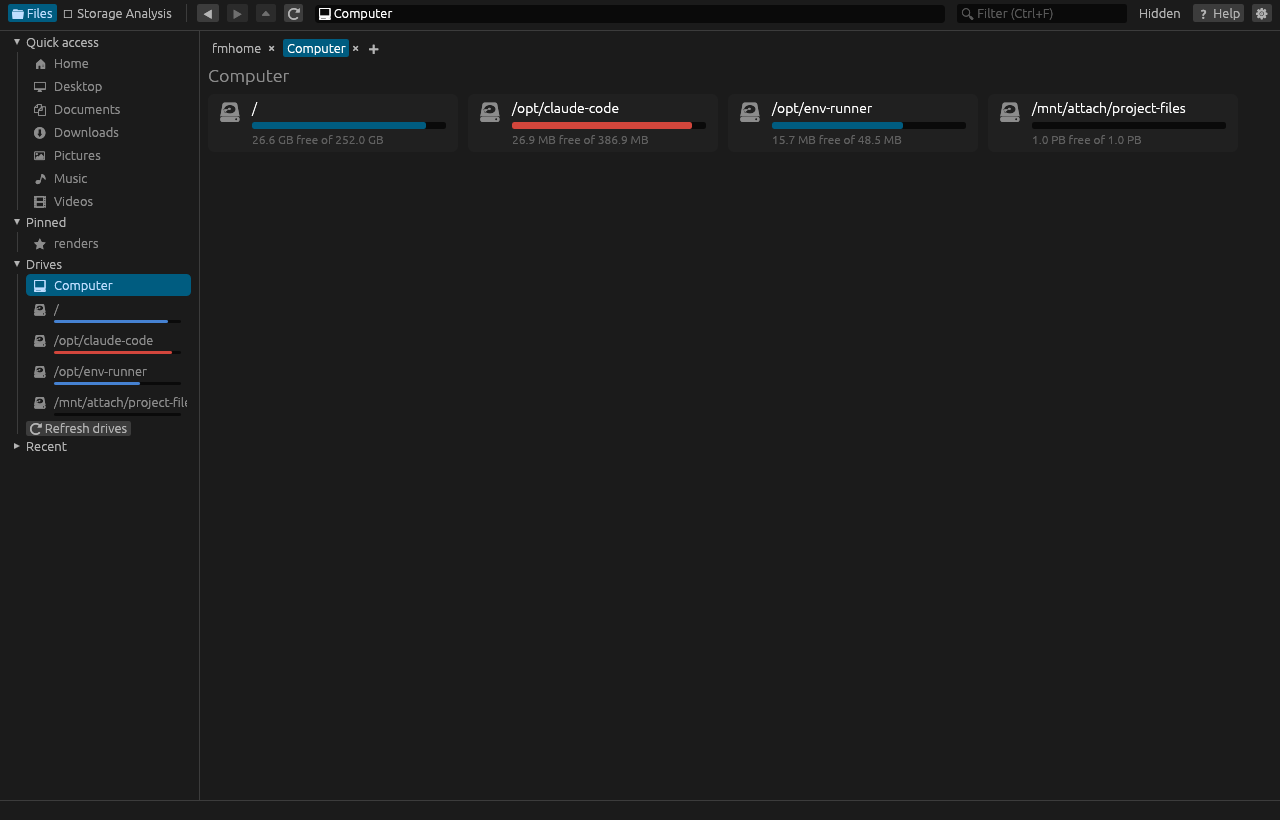 Files Storage Analysis Computer Filter (Ctrl+F) Hidden ? Help
Quick access
Home
Desktop
Documents
Downloads
Pictures
Music
Videos
Pinned
renders
Drives
Computer
/
/opt/claude-code
/opt/env-runner
/mnt/attach/project-file
Refresh drives
Recent
fmhome × Computer × +
Computer
/
26.6 GB free of 252.0 GB
/opt/claude-code
26.9 MB free of 386.9 MB
/opt/env-runner
15.7 MB free of 48.5 MB
/mnt/attach/project-files
1.0 PB free of 1.0 PB